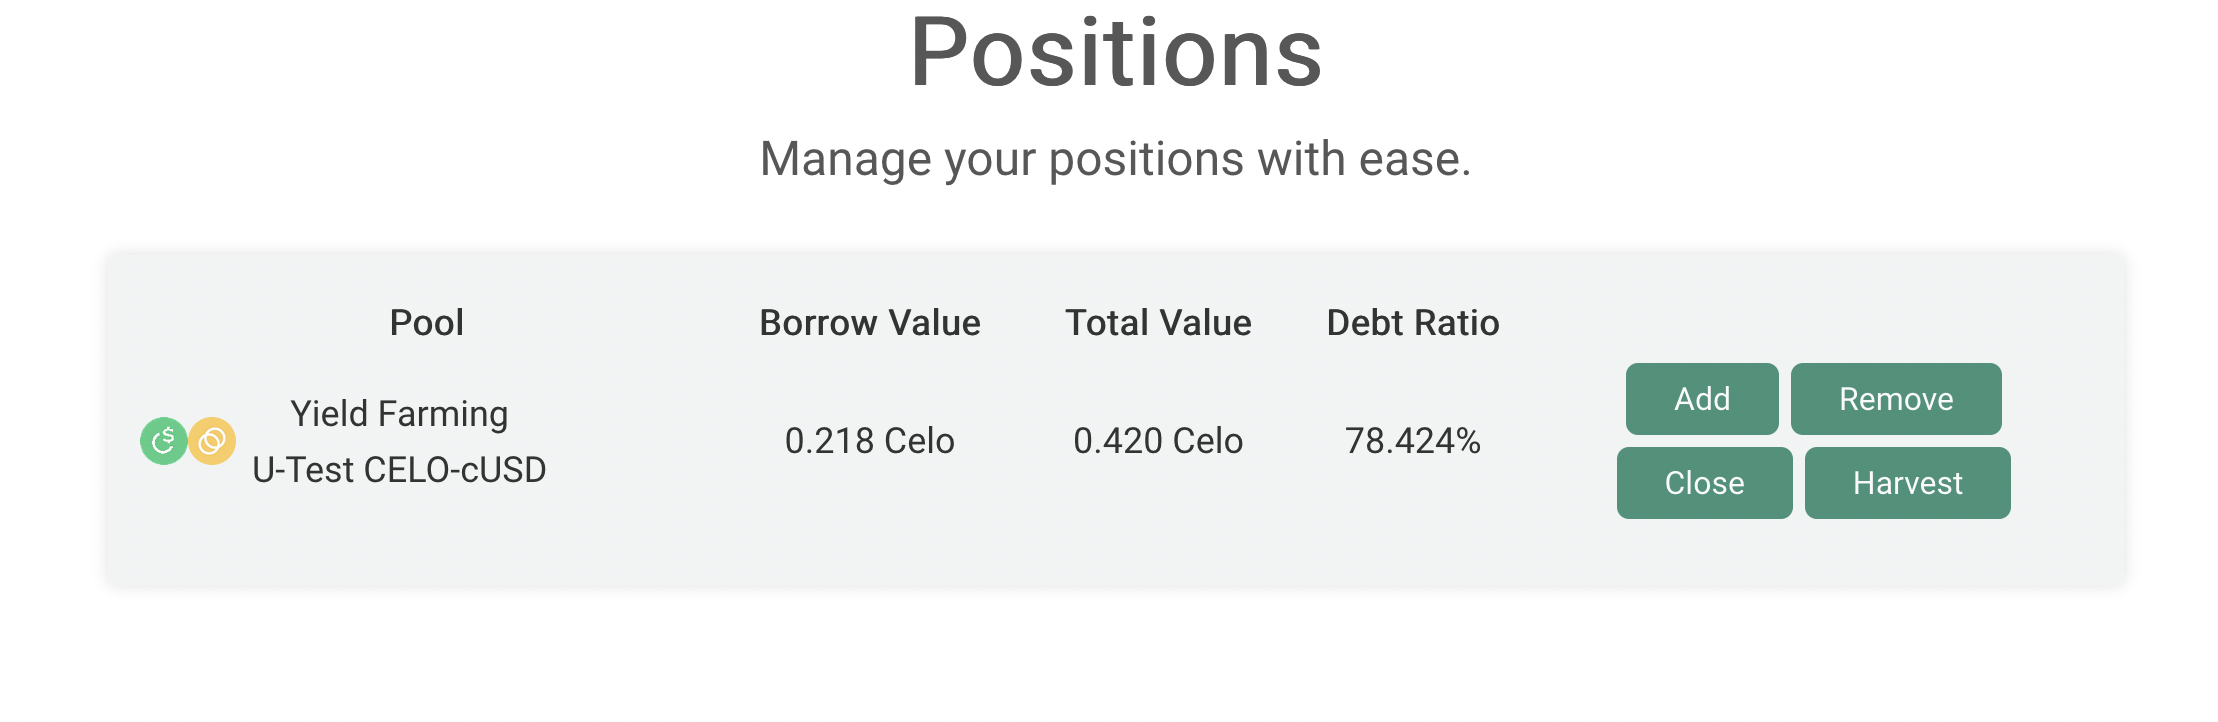 Positions
Manage your positions with ease.
Pool Borrow Value Total Value Debt Ratio
Yield Farming
U-Test CELO-cUSD
0.218 Celo 0.420 Celo 78.424%
Add Remove
Close Harvest